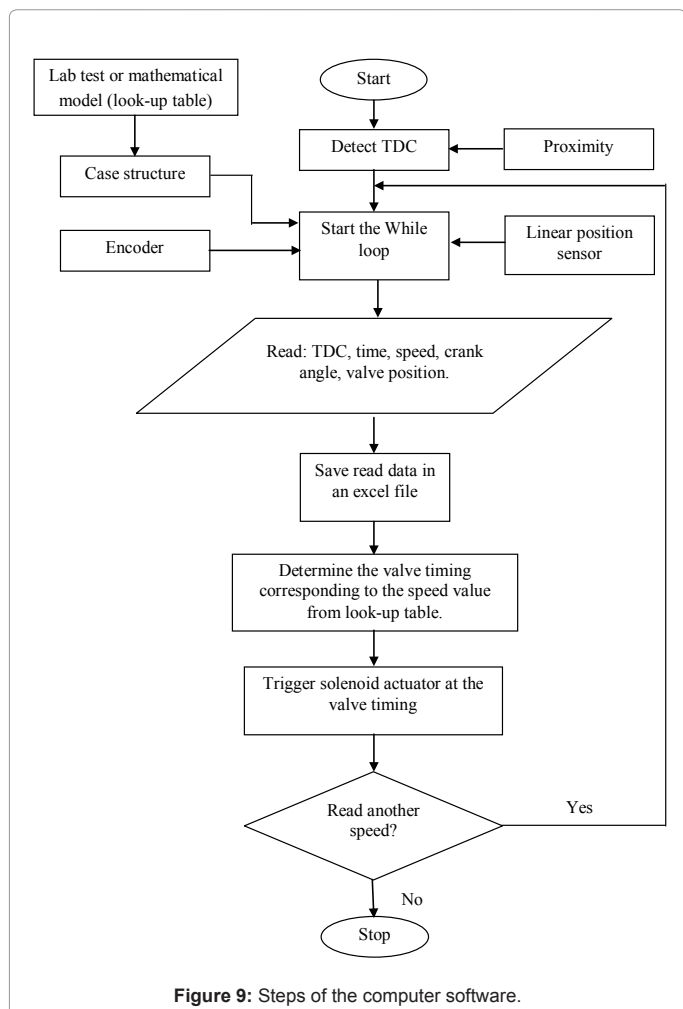 Lab test or mathematical
model (look-up table)
Start
Detect TDC
Proximity
Case structure
Start the While
loop
Encoder
Linear position
sensor
Read: TDC, time, speed, crank
angle, valve position.
Save read data in
an excel file
Determine the valve timing
corresponding to the speed value
from look-up table.
Trigger solenoid actuator at the
valve timing
Read another
speed?
Yes
No
Stop
Figure 9: Steps of the computer software.